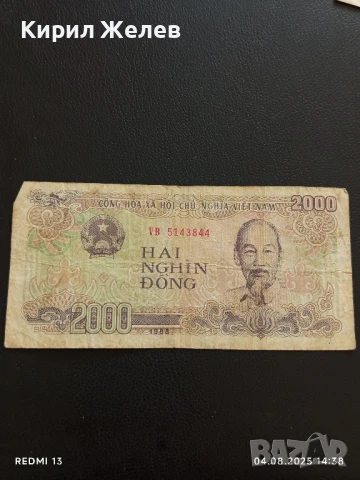 Кирил Желев
CỘNG HÒA XÃ HỘI CHỦ NGHĨA VIỆT NAM
2000
VB 5143844
HAI
NGHÌN
ĐỒNG
2000
1988
BAZAR
REDMI 13
04.08.2025 14:38